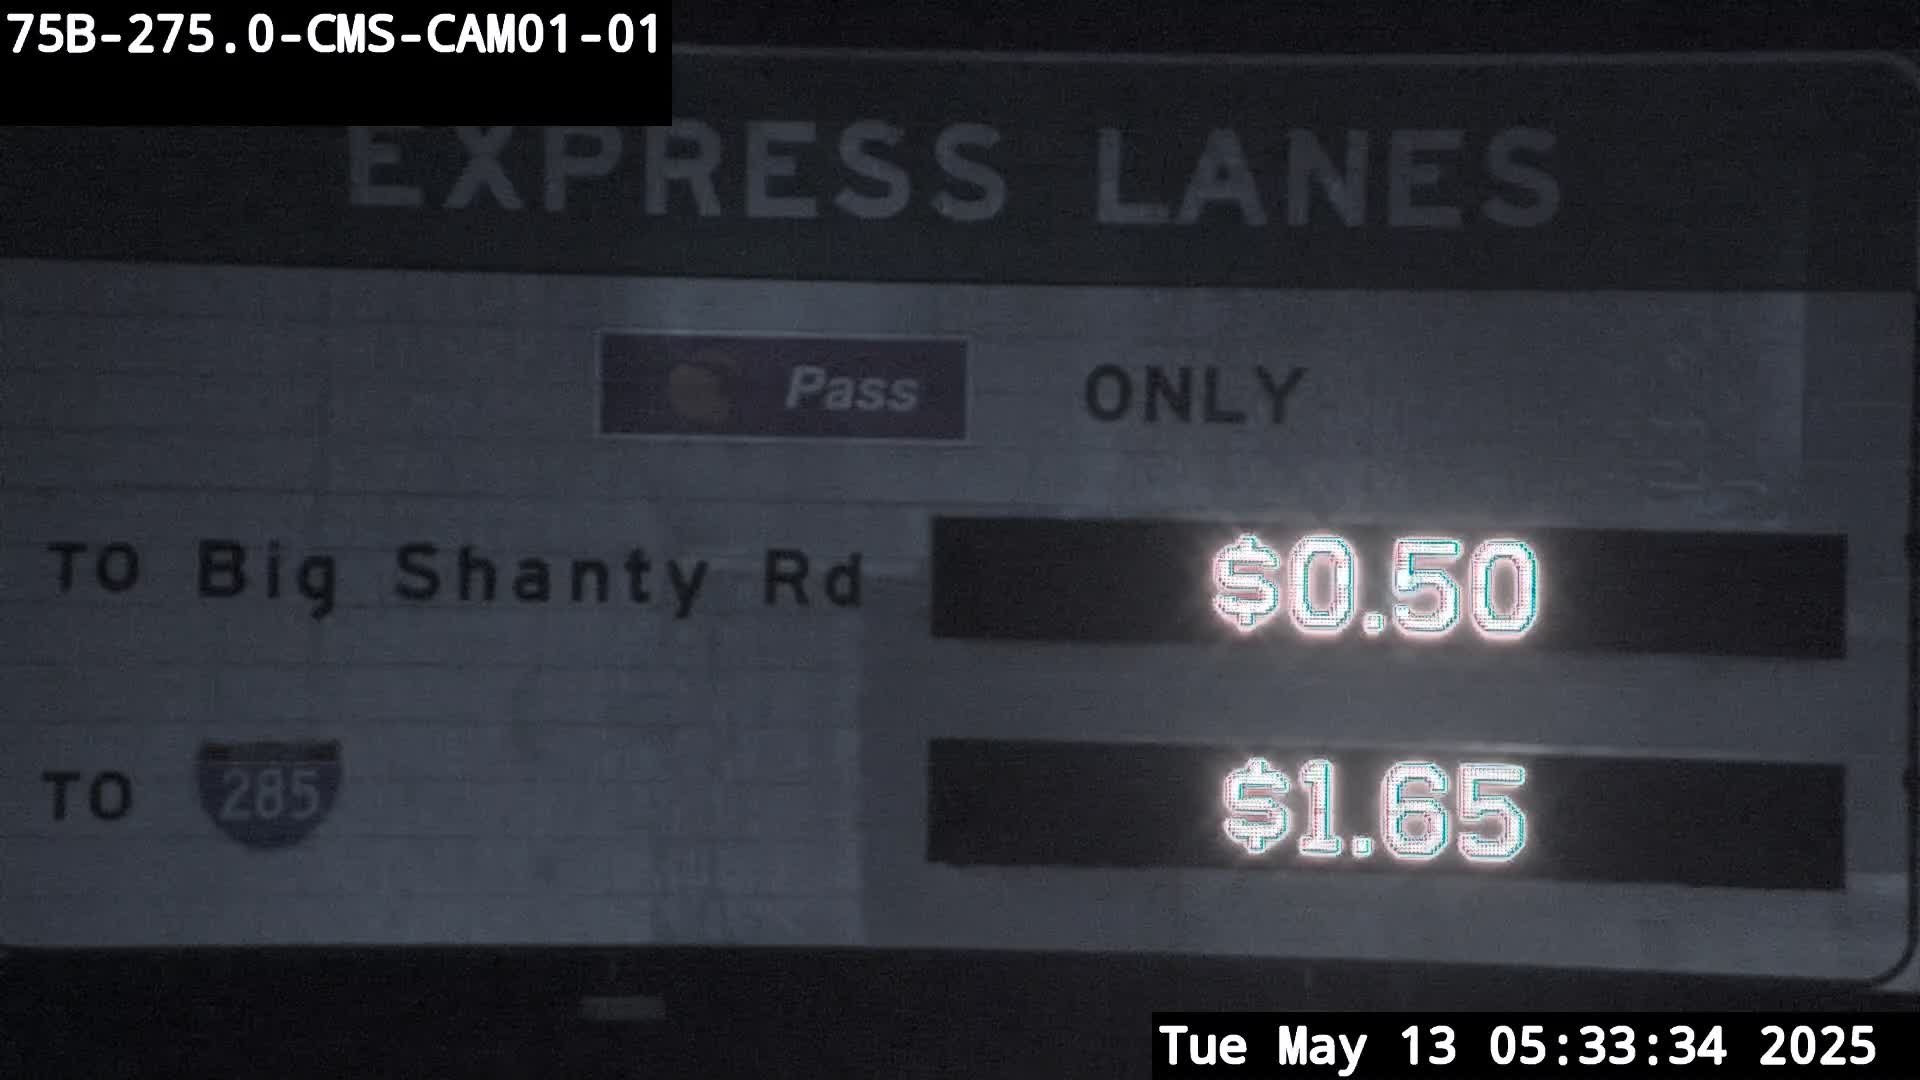 75B-275.0-CMS-CAM01-01
EXPRESS LANES
Pass ONLY
TO Big Shanty Rd $0.50
TO 285 $1.65
Tue May 13 05:33:34 2025